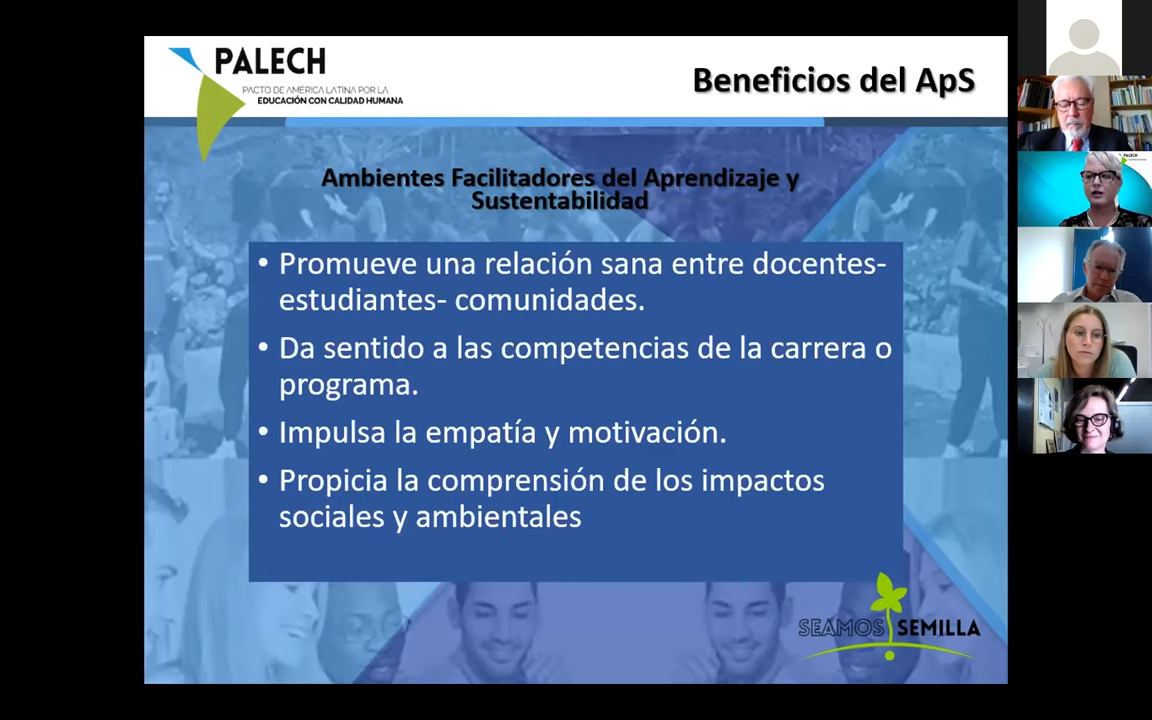 PALECH
PACTO DE AMÉRICA LATINA POR LA
EDUCACIÓN CON CALIDAD HUMANA
Beneficios del ApS
Ambientes Facilitadores del Aprendizaje y
Sustentabilidad
• Promueve una relación sana entre docentes-
estudiantes- comunidades.
• Da sentido a las competencias de la carrera o
programa.
• Impulsa la empatía y motivación.
• Propicia la comprensión de los impactos
sociales y ambientales
SEAMOS SEMILLA
PALECH